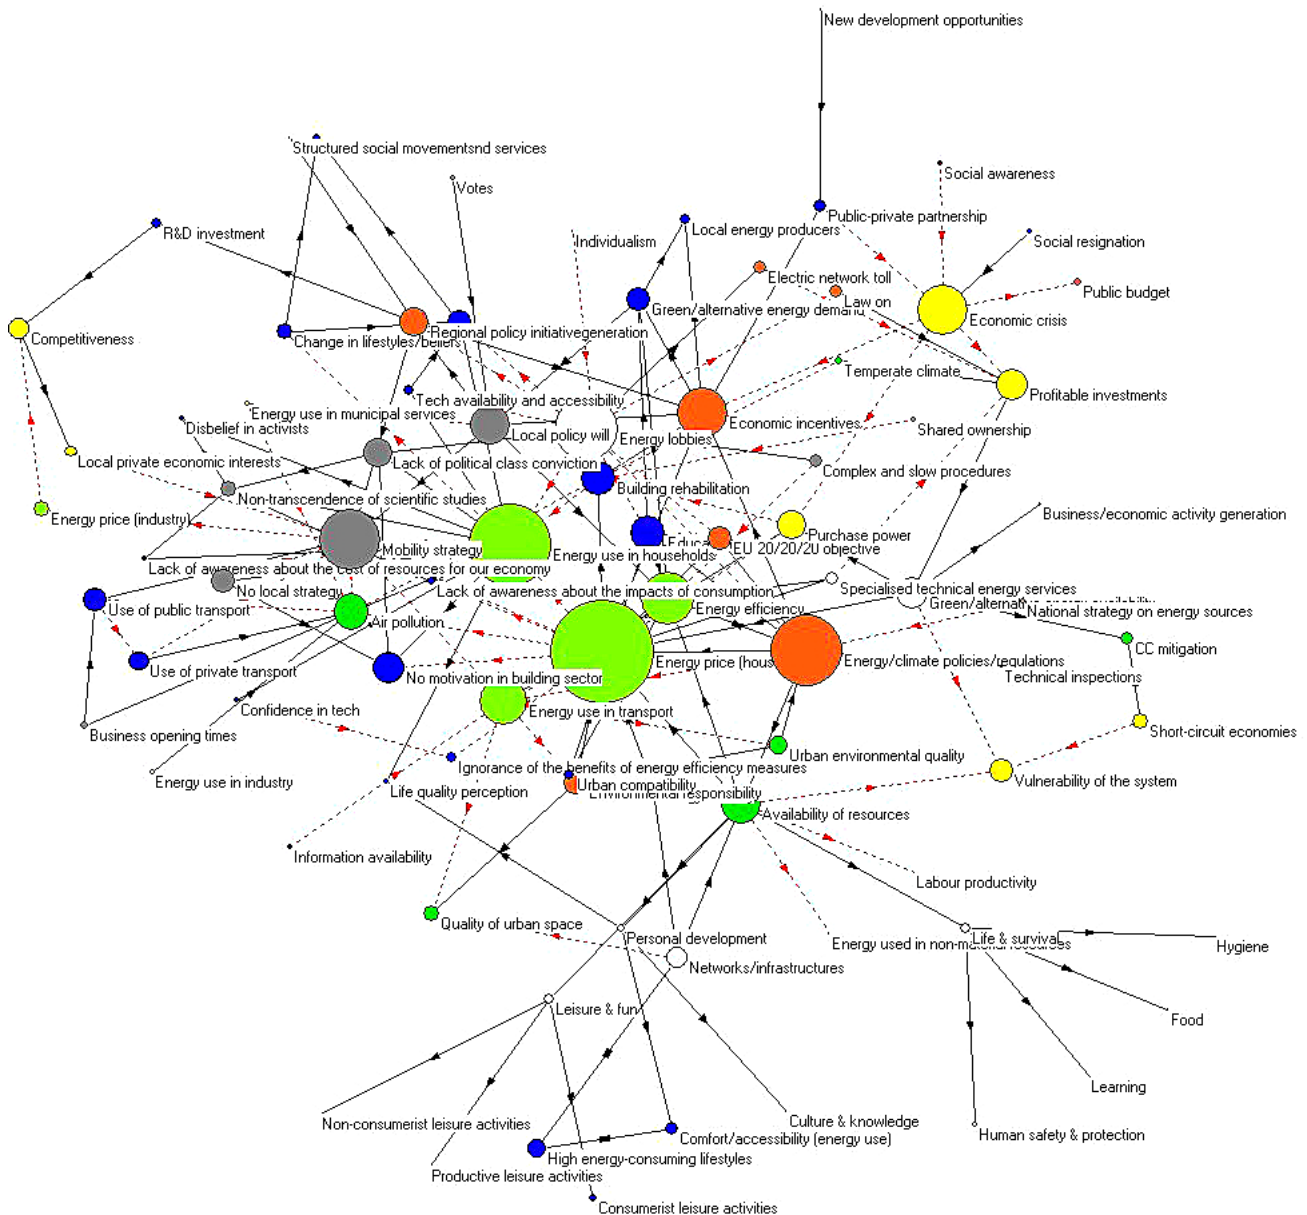 New development opportunities
Structured social movementsnd services
Social awareness
Votes
Public-private partnership
Local energy producers
R&D investment
Individualism
Social resignation
Electric network toll
Public budget
Law on
Green/alternative energy demand
Economic crisis
Regional policy initiativegeneration
Competitiveness
Change in lifestyles/beliefs
Temperate climate
Profitable investments
Tech availability and accessibility
Energy use in municipal services
Economic incentives
Shared ownership
Disbelief in activists
Local policy will
Energy lobbies
Local private economic interests
Lack of political class conviction
Complex and slow procedures
Building rehabilitation
Non-transcendence of scientific studies
Business/economic activity generation
Energy price (industry)
Purchase power
Mobility strategy
Energy use in households
EU 20/20/20 objective
Lack of awareness about the cost of resources for our economy
No local strategy
Lack of awareness about the impacts of consumption
Specialised technical energy services
Use of public transport
Energy efficiency
National strategy on energy sources
Air pollution
CC mitigation
Energy price (hous
Energy/climate policies/regulations
Use of private transport
No motivation in building sector
Technical inspections
Confidence in tech
Energy use in transport
Business opening times
Short-circuit economies
Urban environmental quality
Ignorance of the benefits of energy efficiency measures
Energy use in industry
Vulnerability of the system
Urban compatibility
Life quality perception
Environmental responsibility
Availability of resources
Information availability
Labour productivity
Quality of urban space
Personal development
Life & survival
Energy used in non-material resources
Hygiene
Networks/infrastructures
Leisure & fun
Food
Learning
Non-consumerist leisure activities
Culture & knowledge
Comfort/accessibility (energy use)
Human safety & protection
High energy-consuming lifestyles
Productive leisure activities
Consumerist leisure activities